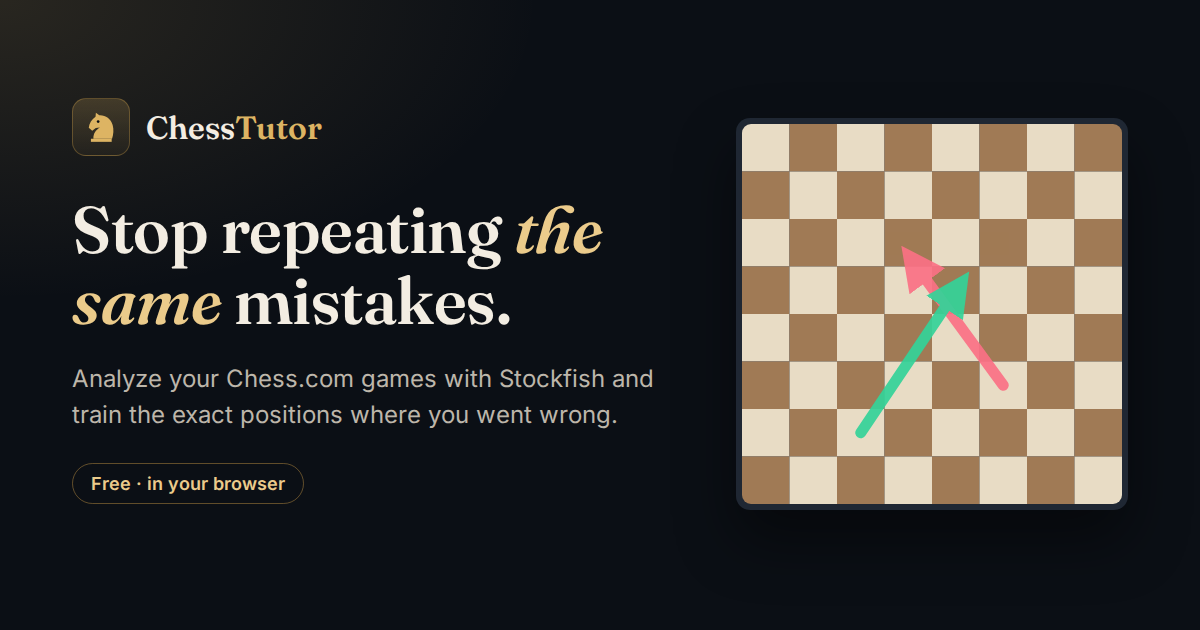 ChessTutor
Stop repeating the
same mistakes.
Analyze your Chess.com games with Stockfish and
train the exact positions where you went wrong.
Free · in your browser